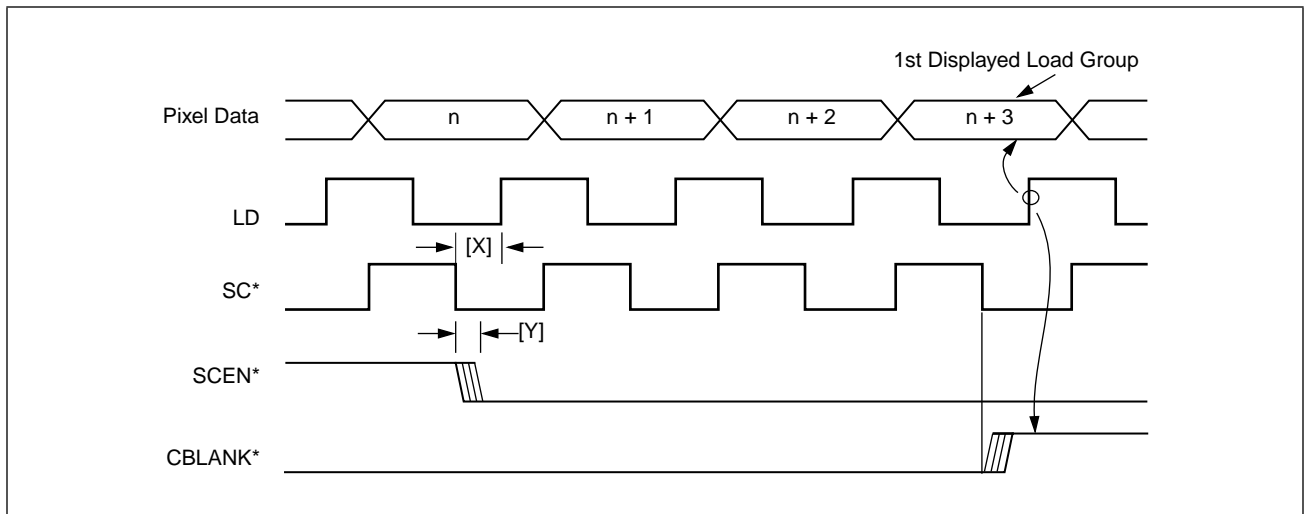 1st Displayed Load Group
Pixel Data
n
n + 1
n + 2
n + 3
LD
[X]
SC*
[Y]
SCEN*
CBLANK*